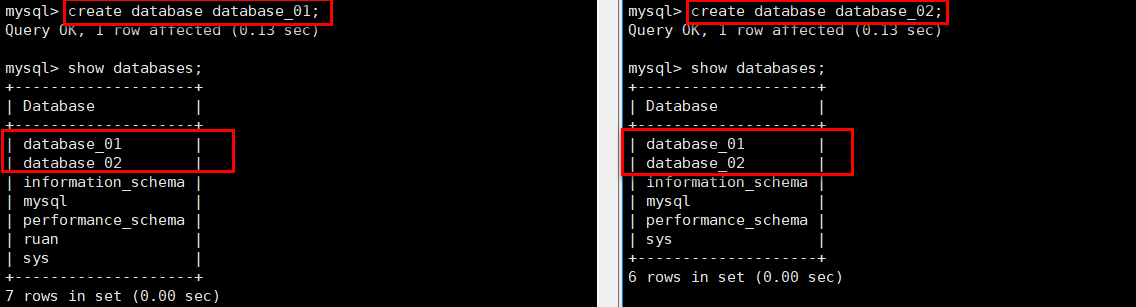 mysql> create database database_01;
Query OK, 1 row affected (0.13 sec)
mysql> show databases;
+--------------------+
| Database           |
+--------------------+
| database_01        |
| database_02        |
| information_schema |
| mysql              |
| performance_schema |
| ruan               |
| sys                |
+--------------------+
7 rows in set (0.00 sec)
mysql> create database database_02;
Query OK, 1 row affected (0.13 sec)
mysql> show databases;
+--------------------+
| Database           |
+--------------------+
| database_01        |
| database_02        |
| information_schema |
| mysql              |
| performance_schema |
| sys                |
+--------------------+
6 rows in set (0.00 sec)